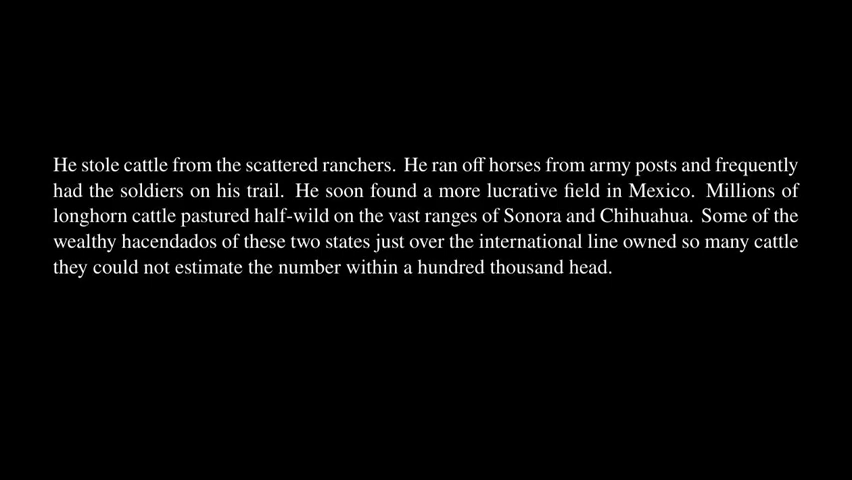 He stole cattle from the scattered ranchers. He ran off horses from army posts and frequently
had the soldiers on his trail. He soon found a more lucrative field in Mexico. Millions of
longhorn cattle pastured half-wild on the vast ranges of Sonora and Chihuahua. Some of the
wealthy hacendados of these two states just over the international line owned so many cattle
they could not estimate the number within a hundred thousand head.